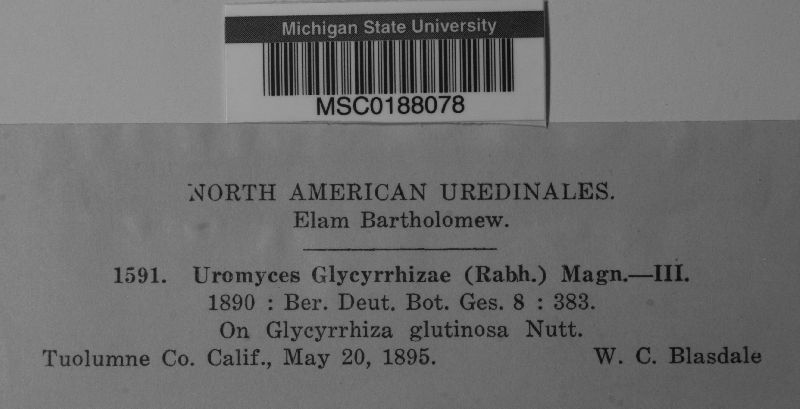 Michigan State University
MSC0188078
NORTH AMERICAN UREDINALES.
Elam Bartholomew.
1591. Uromyces Glycyrrhizae (Rabh.) Magn.—III.
1890 : Ber. Deut. Bot. Ges. 8 : 383.
On Glycyrrhiza glutinosa Nutt.
Tuolumne Co. Calif., May 20, 1895. W. C. Blasdale